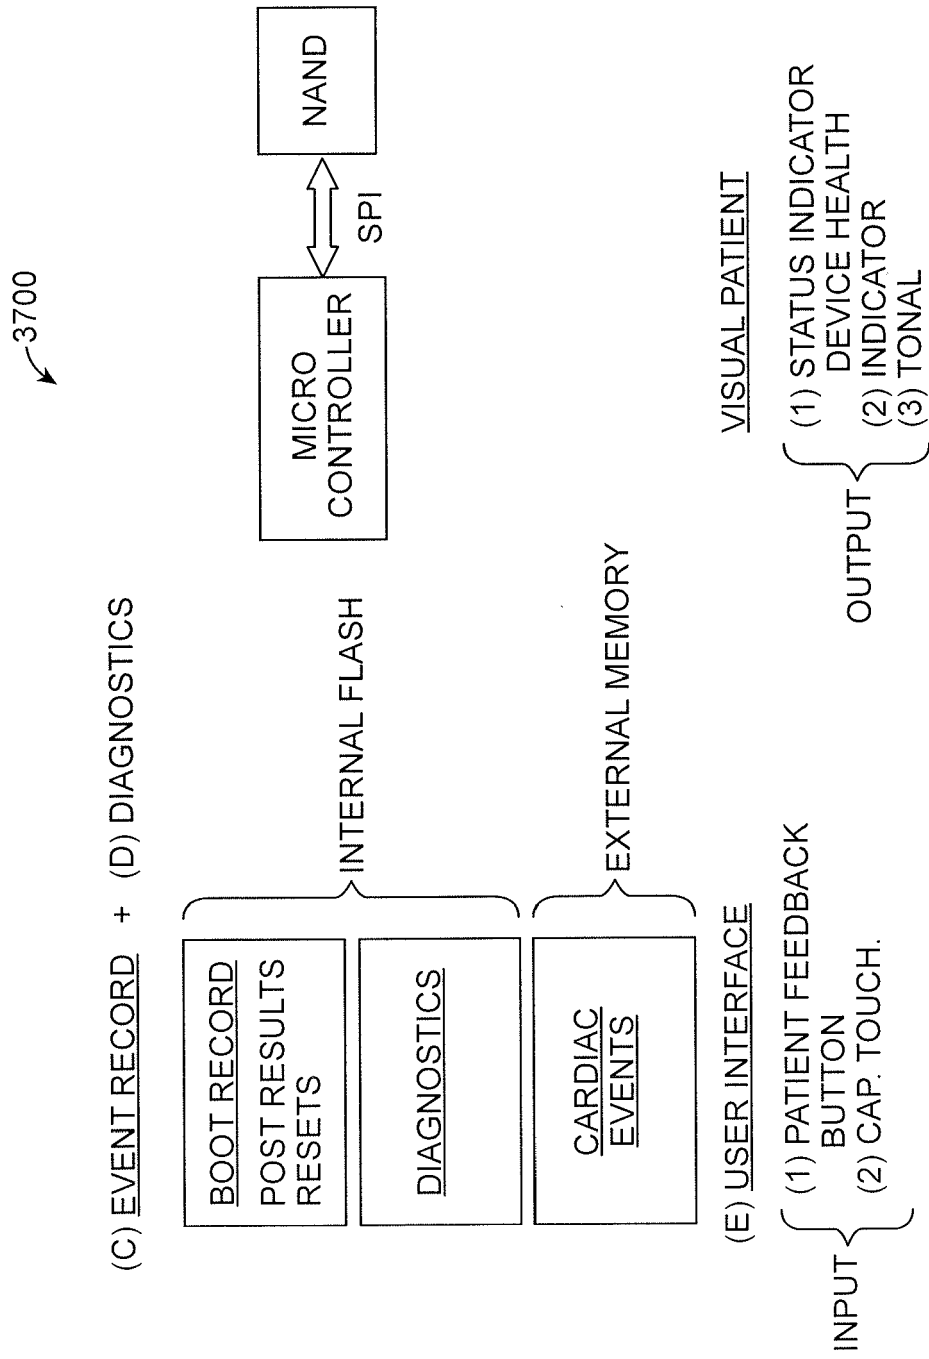 3700
(C) EVENT RECORD + (D) DIAGNOSTICS
BOOT RECORD
POST RESULTS
RESETS
DIAGNOSTICS
INTERNAL FLASH
CARDIAC
EVENTS
EXTERNAL MEMORY
MICRO
CONTROLLER
SPI
NAND
(E) USER INTERFACE
INPUT
(1) PATIENT FEEDBACK
BUTTON
(2) CAP. TOUCH.
VISUAL PATIENT
OUTPUT
(1) STATUS INDICATOR
DEVICE HEALTH
(2) INDICATOR
(3) TONAL